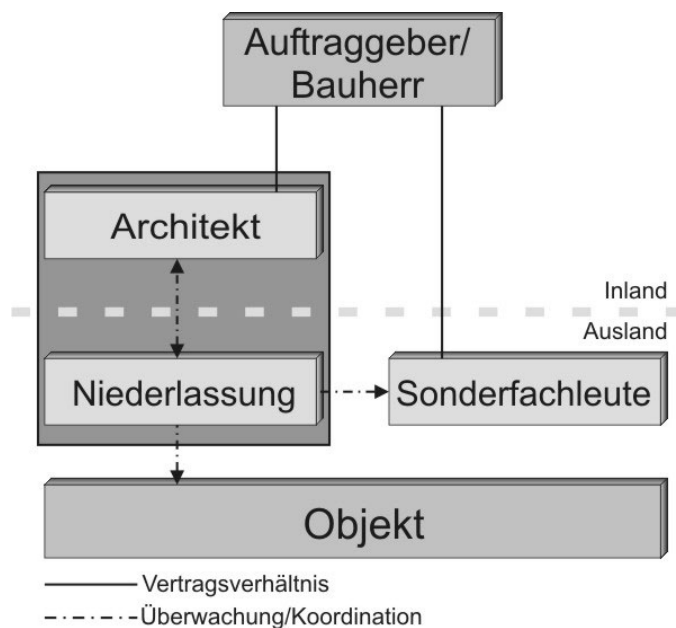 Auftraggeber/
Bauherr
Architekt
Inland
Ausland
Niederlassung
Sonderfachleute
Objekt
Vertragsverhältnis
Überwachung/Koordination